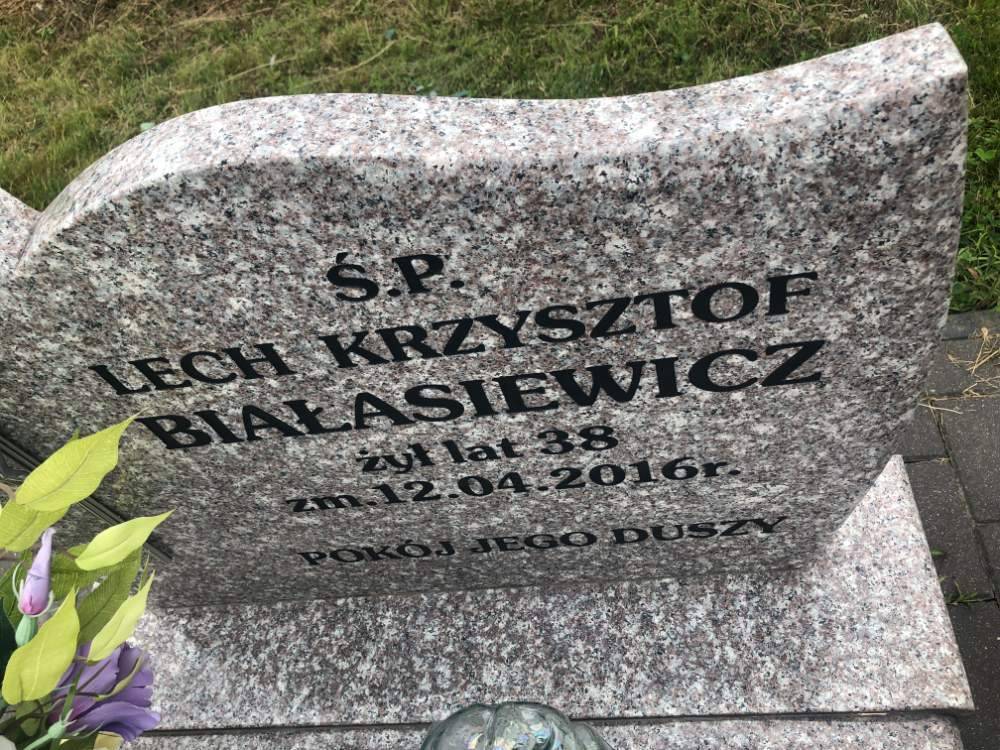 Ś.P.
LECH KRZYSZTOF
BIAŁASIEWICZ
żył lat 38
zm.12.04.2016r.
POKÓJ JEGO DUSZY